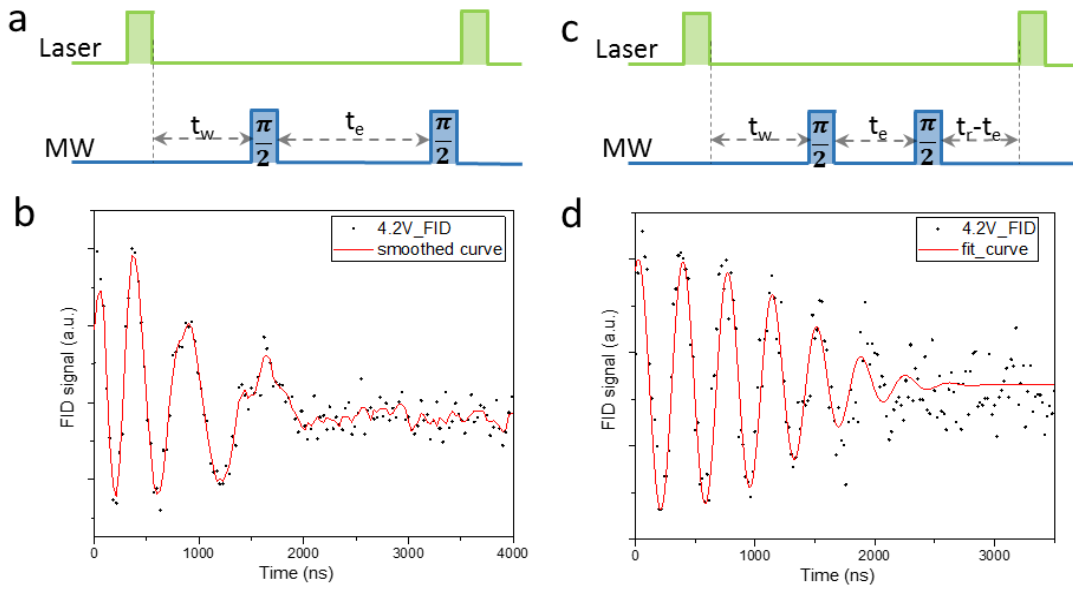 a
Laser
t_w
π/2
t_e
π/2
MW
b
4.2V_FID
smoothed curve
FID signal (a.u.)
0
1000
2000
3000
4000
Time (ns)
c
Laser
t_w
π/2
t_e
π/2
t_r-t_e
MW
d
4.2V_FID
fit_curve
FID signal (a.u.)
0
1000
2000
3000
Time (ns)